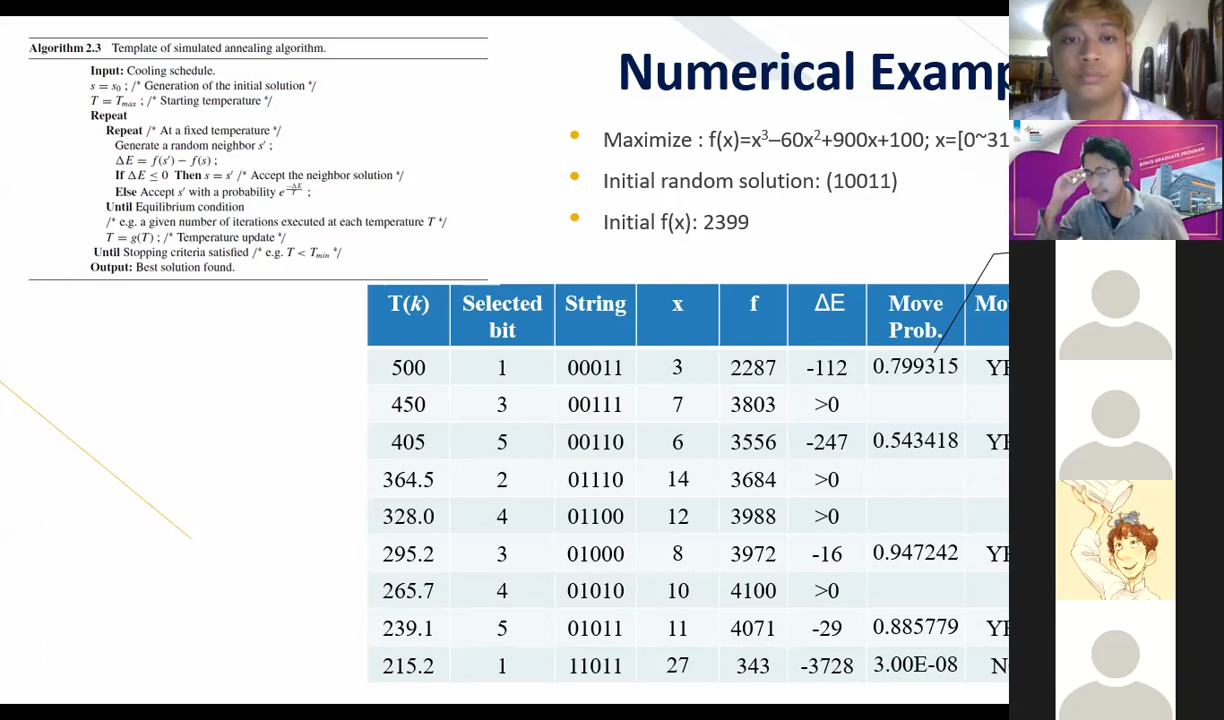 Algorithm 2.3 Template of simulated annealing algorithm.
Input: Cooling schedule.
s = s₀ ; /* Generation of the initial solution */
T = Tmax ; /* Starting temperature */
Repeat
Repeat /* At a fixed temperature */
Generate a random neighbor s′ ;
ΔE = f(s′) − f(s) ;
If ΔE ≤ 0 Then s = s′ /* Accept the neighbor solution */
Else Accept s′ with a probability e^(−ΔE/T) ;
Until Equilibrium condition
/* e.g. a given number of iterations executed at each temperature T */
T = g(T) ; /* Temperature update */
Until Stopping criteria satisfied /* e.g. T < Tmin */
Output: Best solution found.
Numerical Examp
• Maximize : f(x)=x³–60x²+900x+100; x=[0~31
• Initial random solution: (10011)
• Initial f(x): 2399
T(k) Selected bit String x f ΔE Move Prob. Mo
500 1 00011 3 2287 -112 0.799315 YE
450 3 00111 7 3803 >0
405 5 00110 6 3556 -247 0.543418 YE
364.5 2 01110 14 3684 >0
328.0 4 01100 12 3988 >0
295.2 3 01000 8 3972 -16 0.947242 YE
265.7 4 01010 10 4100 >0
239.1 5 01011 11 4071 -29 0.885779 YE
215.2 1 11011 27 343 -3728 3.00E-08 N
BINUS GRADUATE PROGRAM